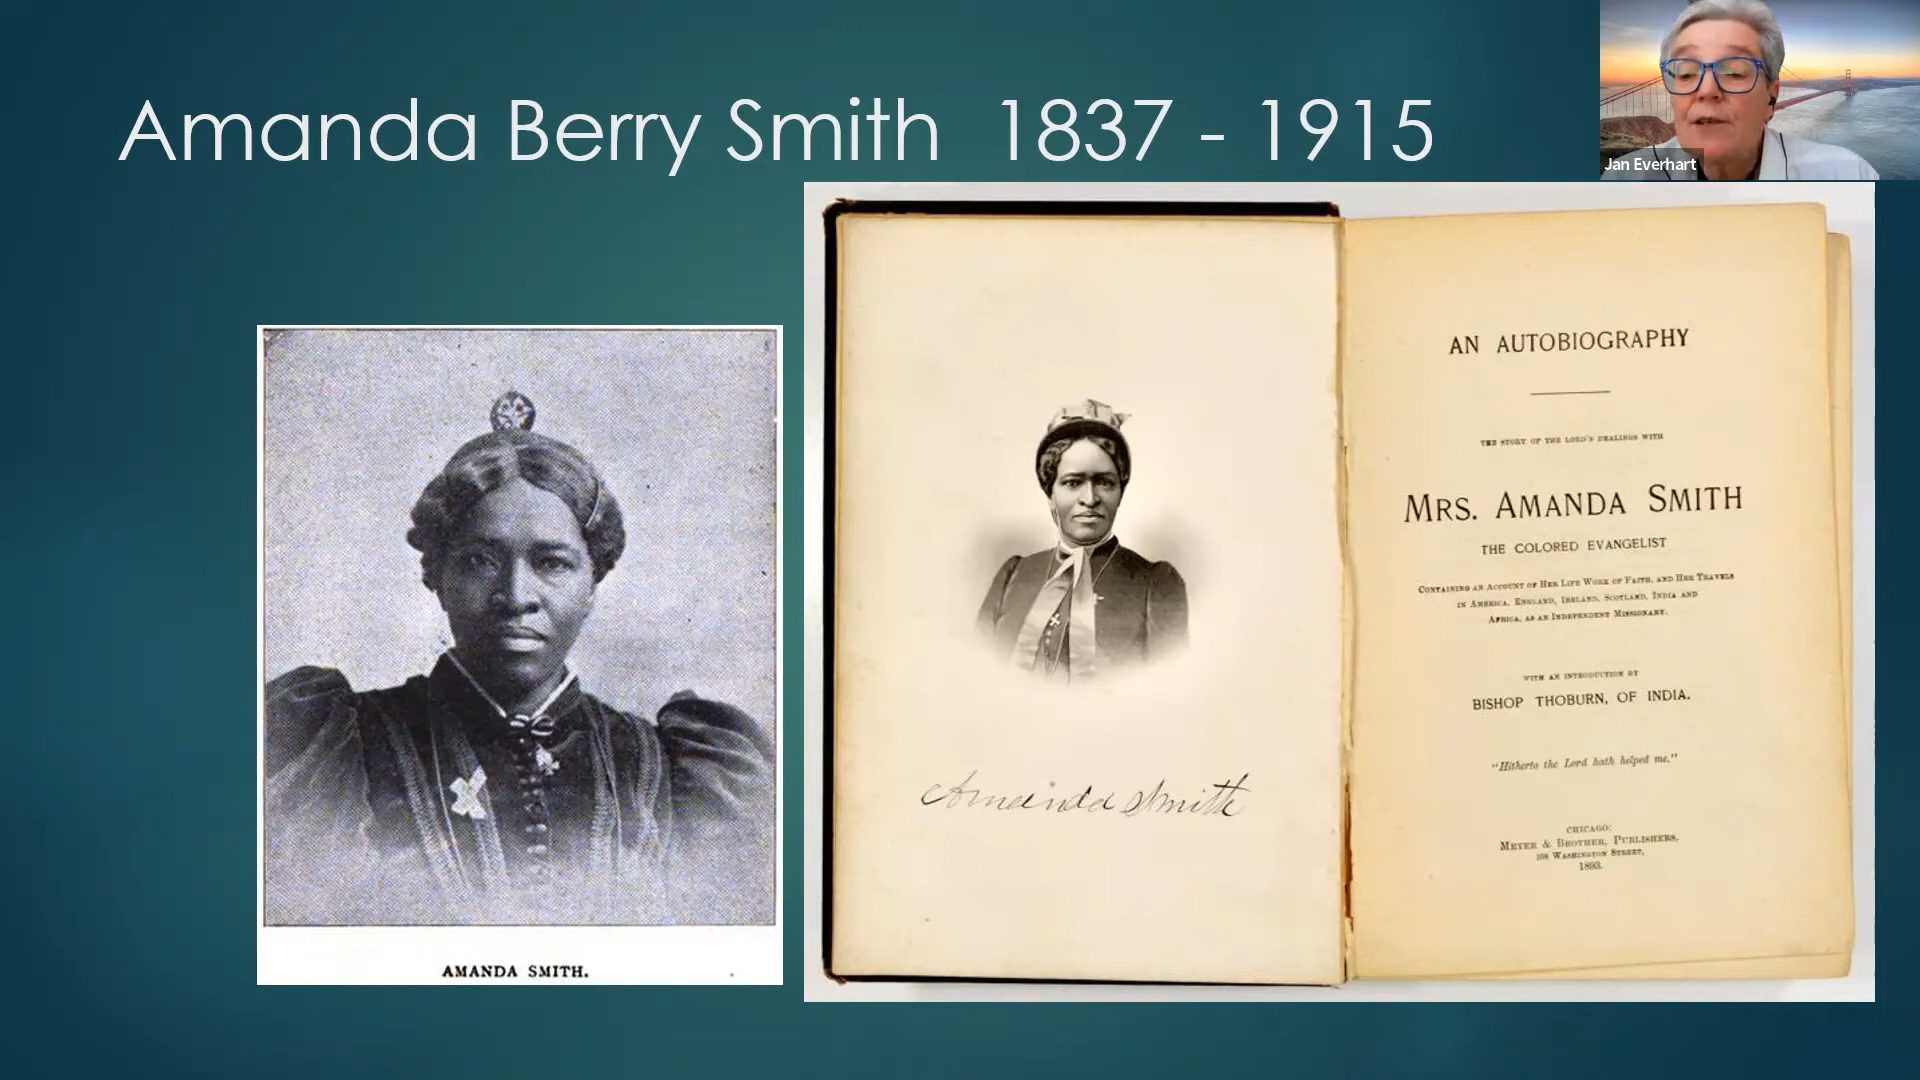 Amanda Berry Smith 1837 - 1915
Jan Everhart
AMANDA SMITH.
Amanda Smith
AN AUTOBIOGRAPHY
THE STORY OF THE LORD'S DEALINGS WITH
MRS. AMANDA SMITH
THE COLORED EVANGELIST
CONTAINING AN ACCOUNT OF HER LIFE WORK OF FAITH, AND HER TRAVELS
IN AMERICA, ENGLAND, IRELAND, SCOTLAND, INDIA AND
AFRICA, AS AN INDEPENDENT MISSIONARY.
WITH AN INTRODUCTION BY
BISHOP THOBURN, OF INDIA.
"Hitherto the Lord hath helped me."
CHICAGO:
MEYER & BROTHER, PUBLISHERS,
108 WASHINGTON STREET,
1893.